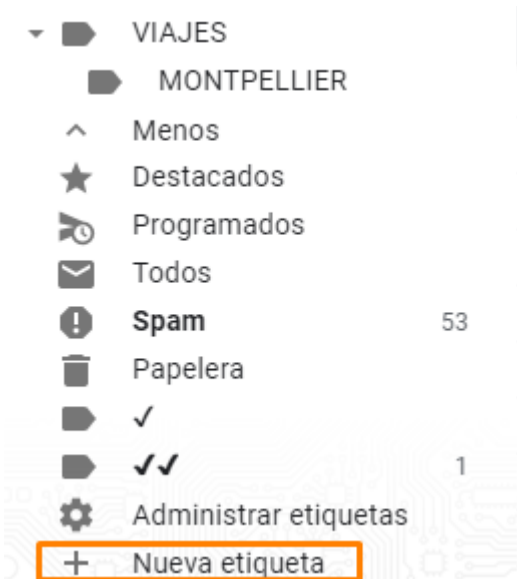 VIAJES
MONTPELLIER
Menos
Destacados
Programados
Todos
Spam 53
Papelera
✓
✓✓ 1
Administrar etiquetas
Nueva etiqueta